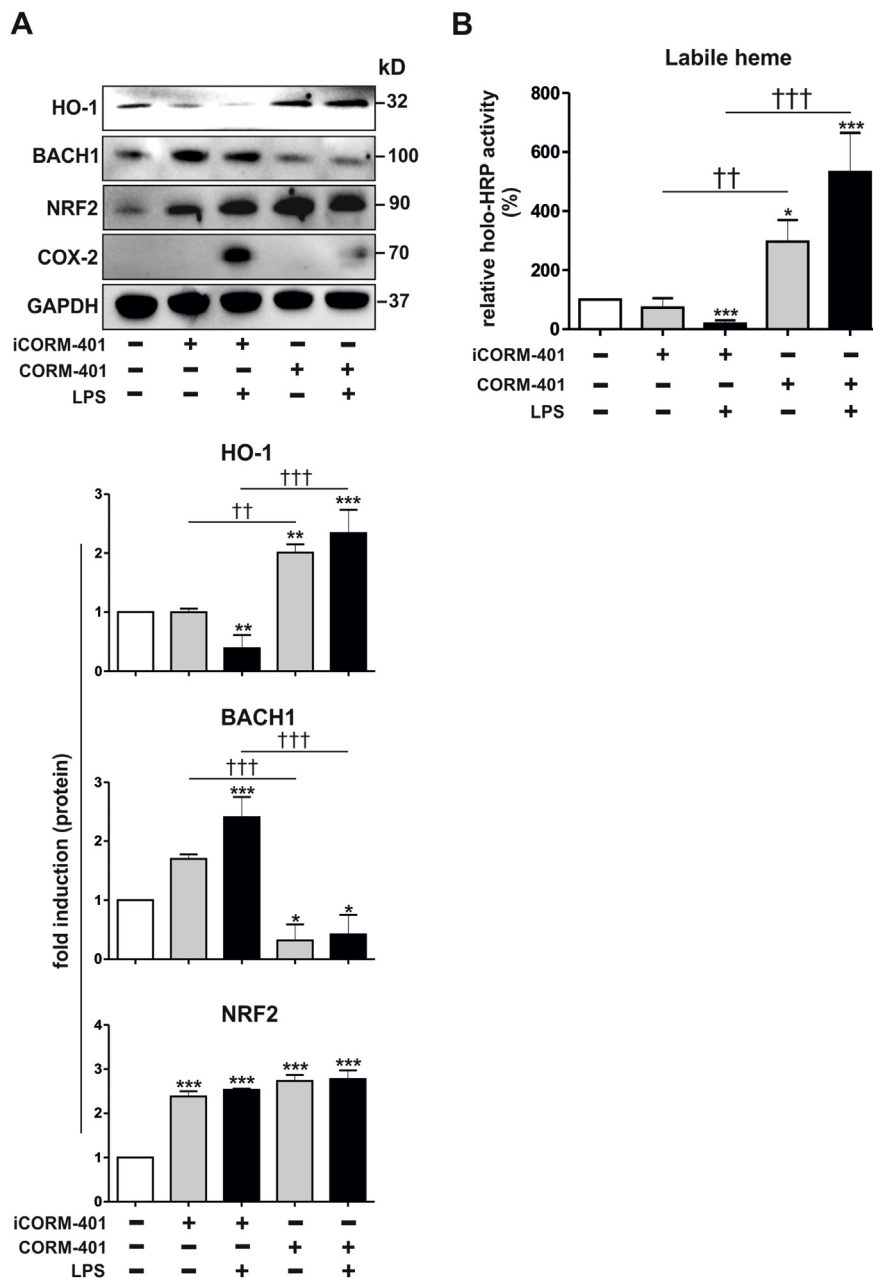 A
kD
HO-1
32
BACH1
100
NRF2
90
COX-2
70
GAPDH
37
iCORM-401 − + + − −
CORM-401 − − − + +
LPS − − + − +
HO-1
†††
††
***
**
**
3
2
1
0
BACH1
†††
†††
***
*
*
3
2
1
0
fold induction (protein)
NRF2
***
***
***
***
4
3
2
1
0
iCORM-401 − + + − −
CORM-401 − − − + +
LPS − − + − +
B
Labile heme
†††
††
***
*
***
800
600
400
200
0
relative holo-HRP activity
(%)
iCORM-401 − + + − −
CORM-401 − − − + +
LPS − − + − +